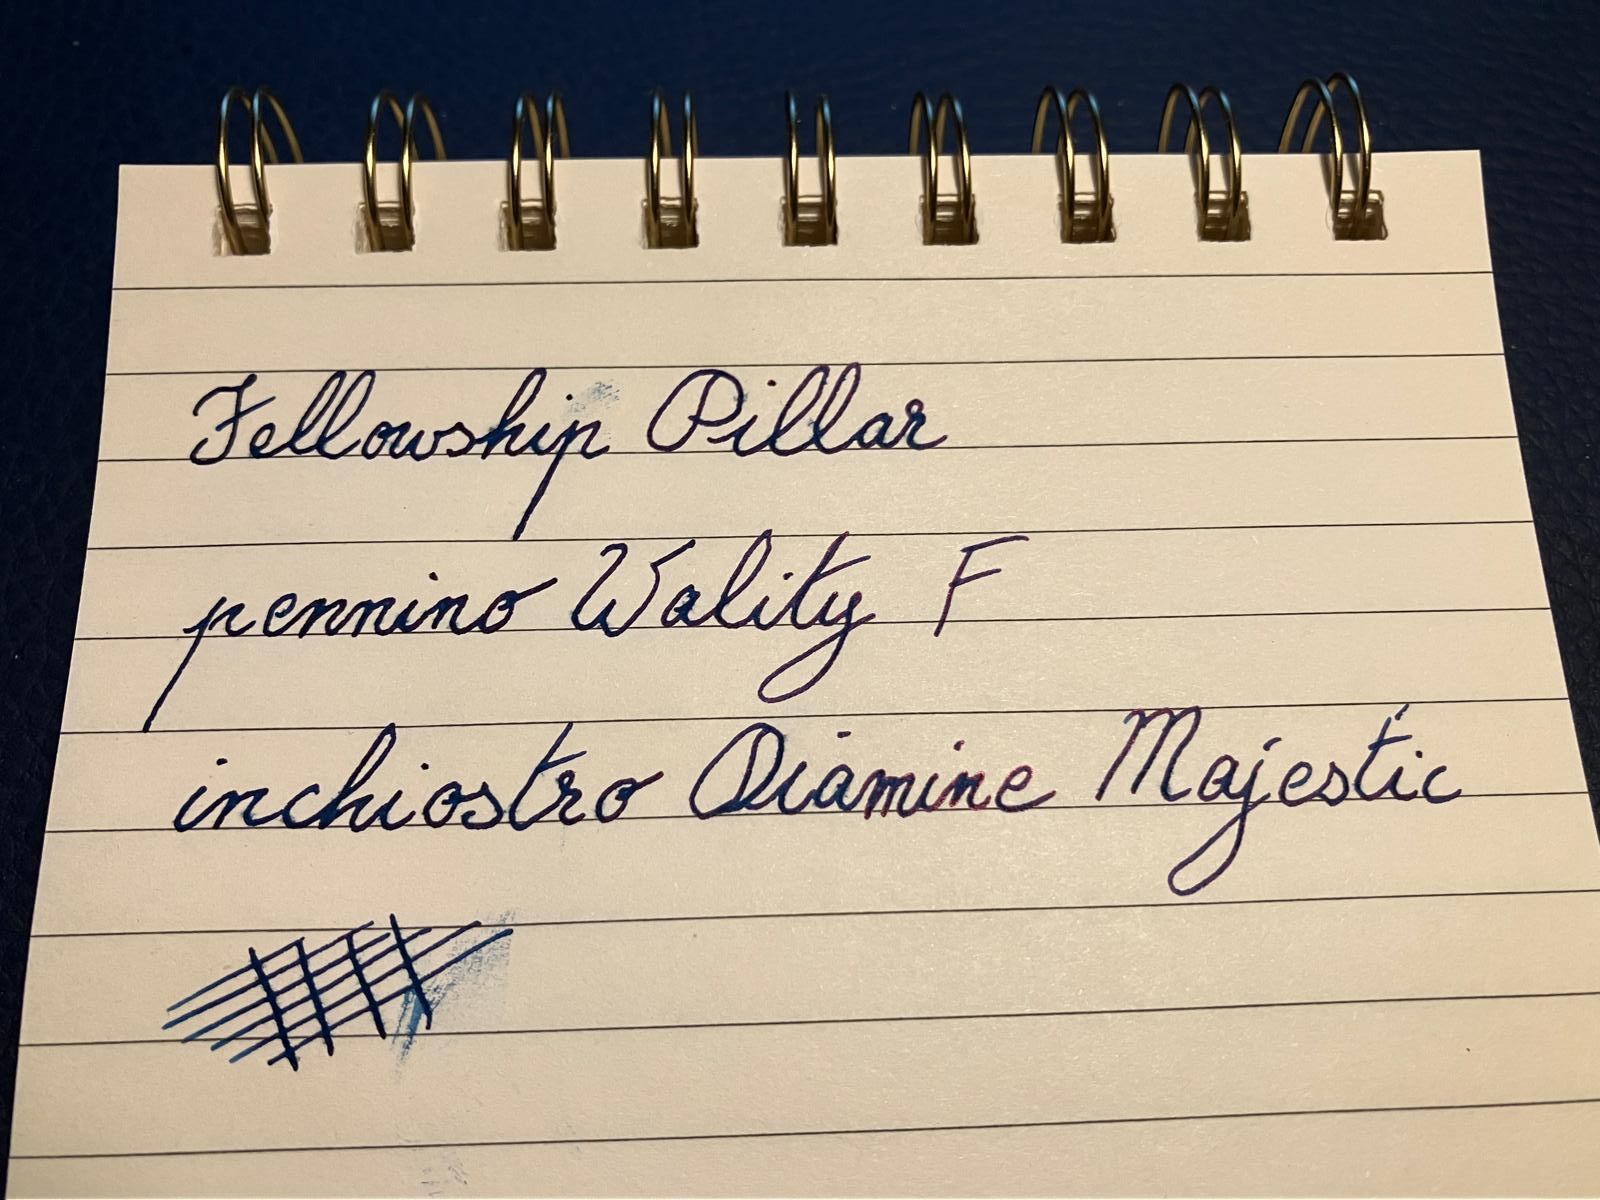 Fellowship Pillar
pennino Wality F
inchiostro Diamine Majestic